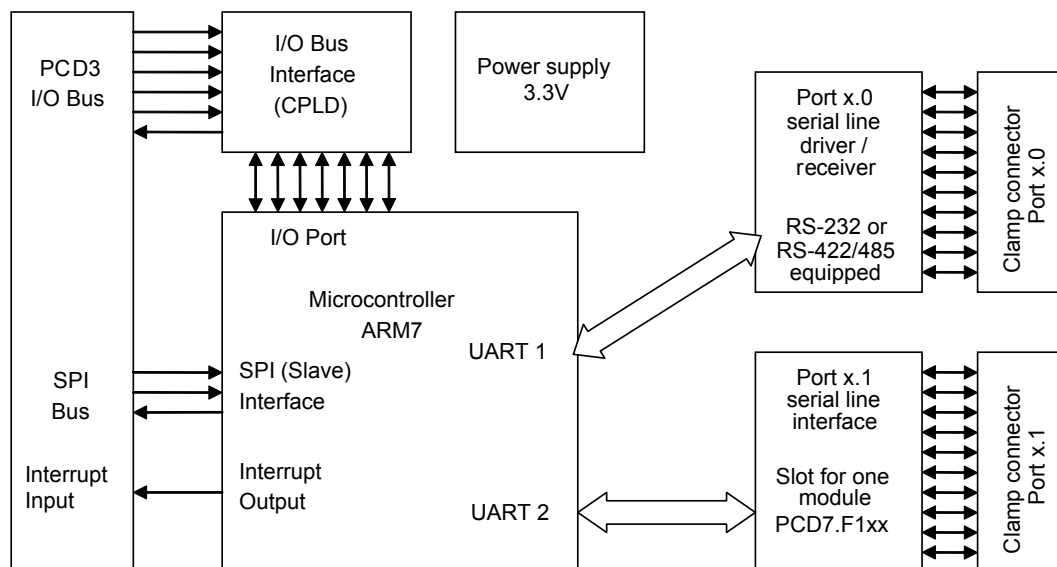 PCD3
I/O Bus
SPI
Bus
Interrupt
Input
I/O Bus
Interface
(CPLD)
Power supply
3.3V
I/O Port
Microcontroller
ARM7
UART 1
SPI (Slave)
Interface
Interrupt
Output
UART 2
Port x.0
serial line
driver /
receiver
RS-232 or
RS-422/485
equipped
Clamp connector
Port x.0
Port x.1
serial line
interface
Slot for one
module
PCD7.F1xx
Clamp connector
Port x.1